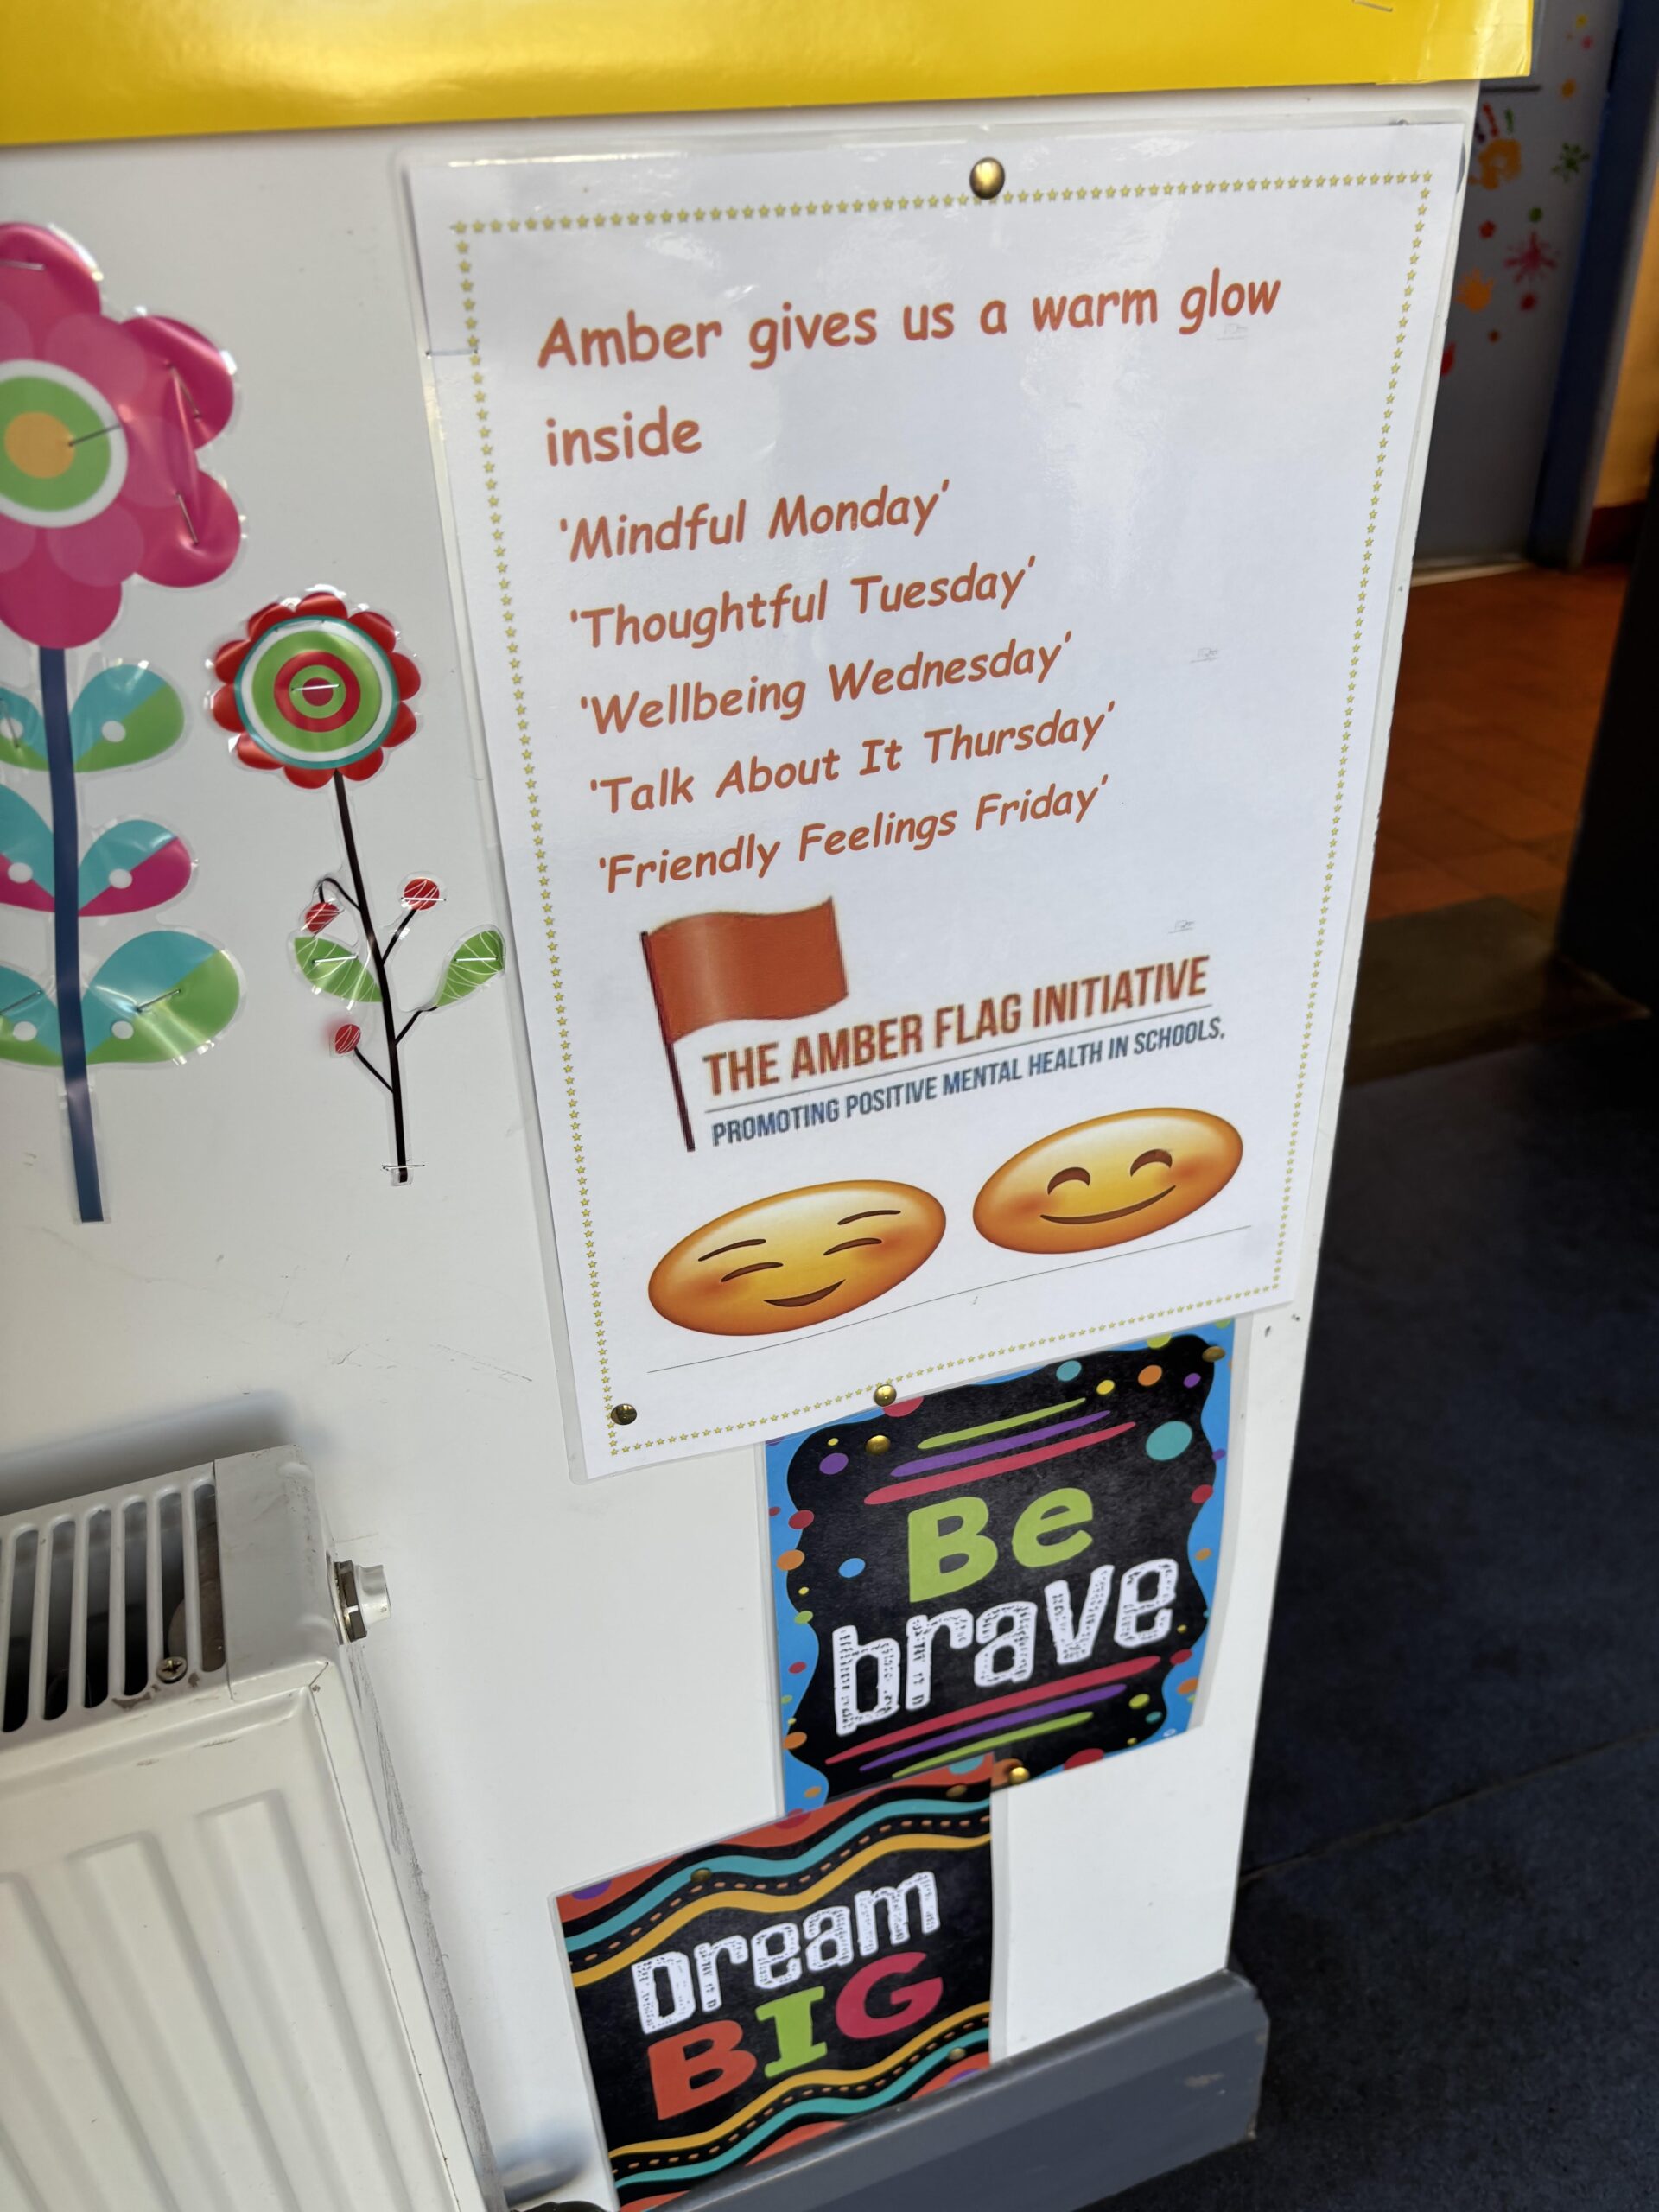 Amber gives us a warm glow
inside
‘Mindful Monday’
‘Thoughtful Tuesday’
‘Wellbeing Wednesday’
‘Talk About It Thursday’
‘Friendly Feelings Friday’
THE AMBER FLAG INITIATIVE
PROMOTING POSITIVE MENTAL HEALTH IN SCHOOLS,
Be
brave
Dream
BIG